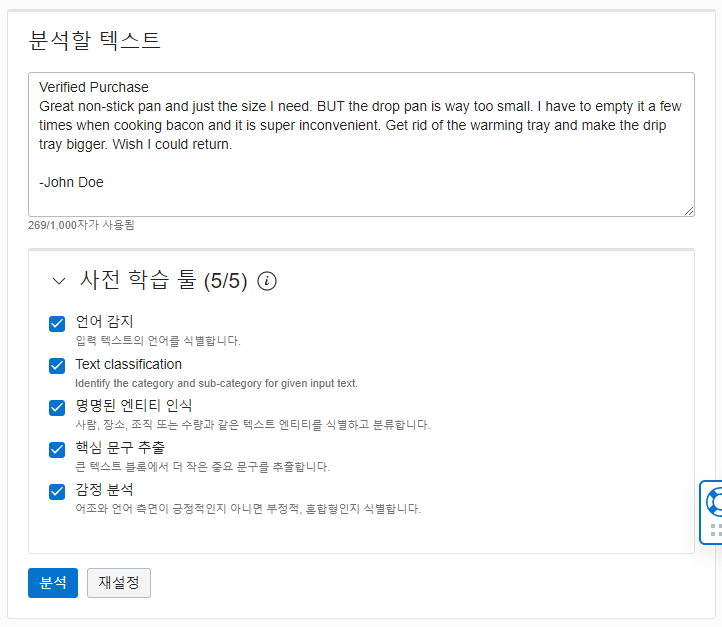 분석할 텍스트
Verified Purchase
Great non-stick pan and just the size I need. BUT the drop pan is way too small. I have to empty it a few
times when cooking bacon and it is super inconvenient. Get rid of the warming tray and make the drip
tray bigger. Wish I could return.
-John Doe
269/1,000자가 사용됨
사전 학습 툴 (5/5)
언어 감지
입력 텍스트의 언어를 식별합니다.
Text classification
Identify the category and sub-category for given input text.
명명된 엔티티 인식
사람, 장소, 조직 또는 수량과 같은 텍스트 엔티티를 식별하고 분류합니다.
핵심 문구 추출
큰 텍스트 블록에서 더 작은 중요 문구를 추출합니다.
감정 분석
어조와 언어 측면이 긍정적인지 아니면 부정적, 혼합형인지 식별합니다.
분석 재설정